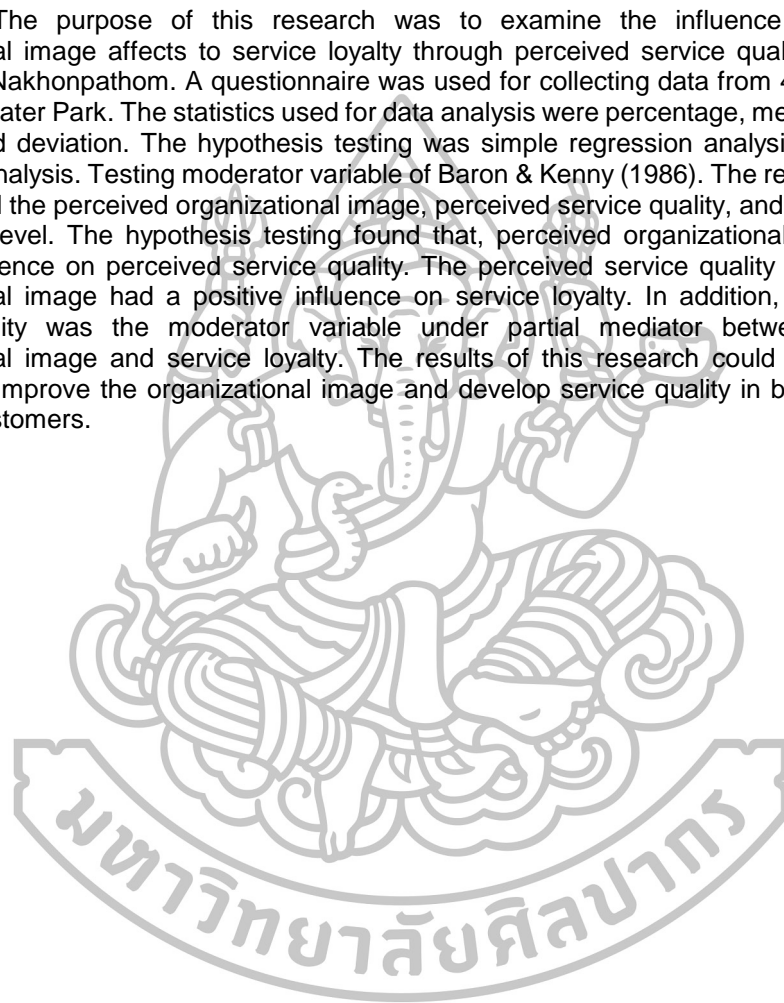 The purpose of this research was to examine the influence
al image affects to service loyalty through perceived service qual
Nakhonpathom. A questionnaire was used for collecting data from 4
ater Park. The statistics used for data analysis were percentage, me
d deviation. The hypothesis testing was simple regression analysi
nalysis. Testing moderator variable of Baron & Kenny (1986). The re
the perceived organizational image, perceived service quality, and
evel. The hypothesis testing found that, perceived organizational
ence on perceived service quality. The perceived service quality
al image had a positive influence on service loyalty. In addition,
ity was the moderator variable under partial mediator betwe
al image and service loyalty. The results of this research could
improve the organizational image and develop service quality in b
stomers.
มหาวิทยาลัยศิลปากร